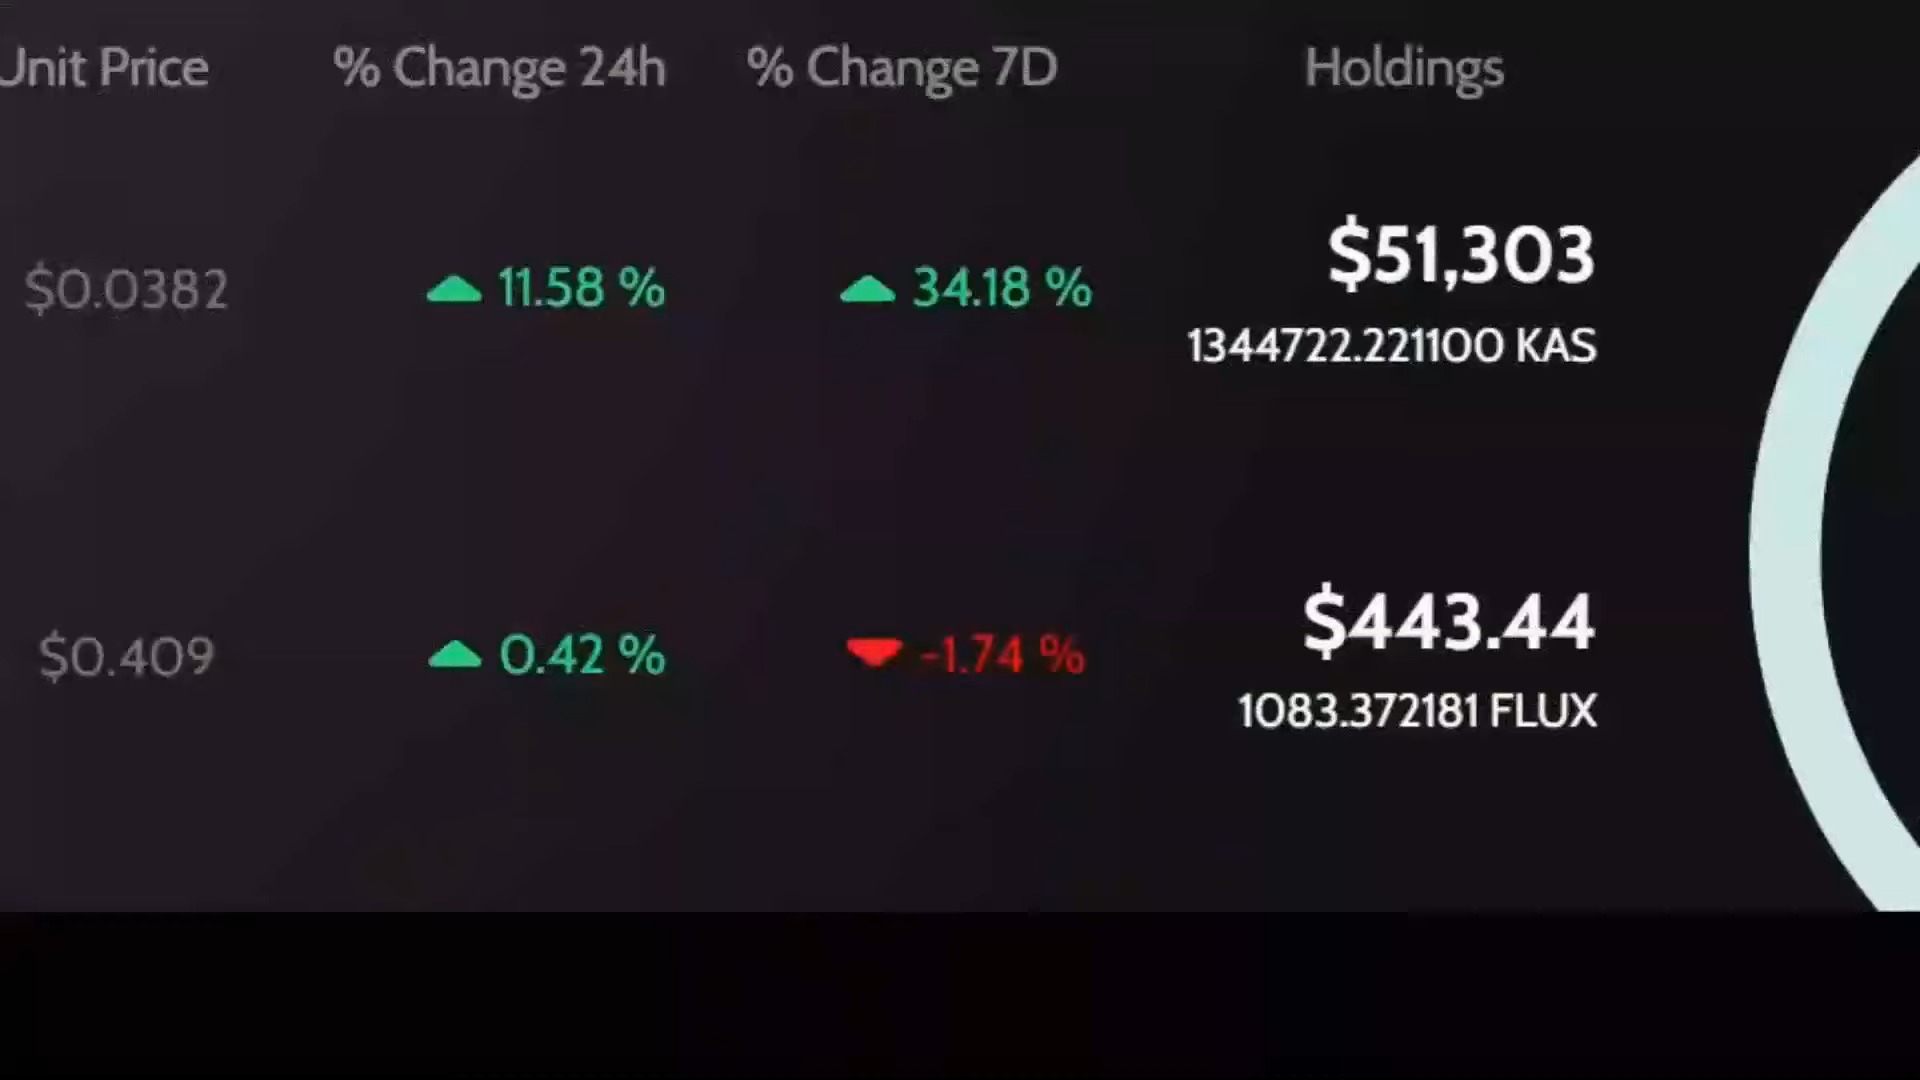 Unit Price % Change 24h % Change 7D Holdings
$0.0382 11.58 % 34.18 % $51,303
1344722.221100 KAS
$0.409 0.42 % -1.74 % $443.44
1083.372181 FLUX